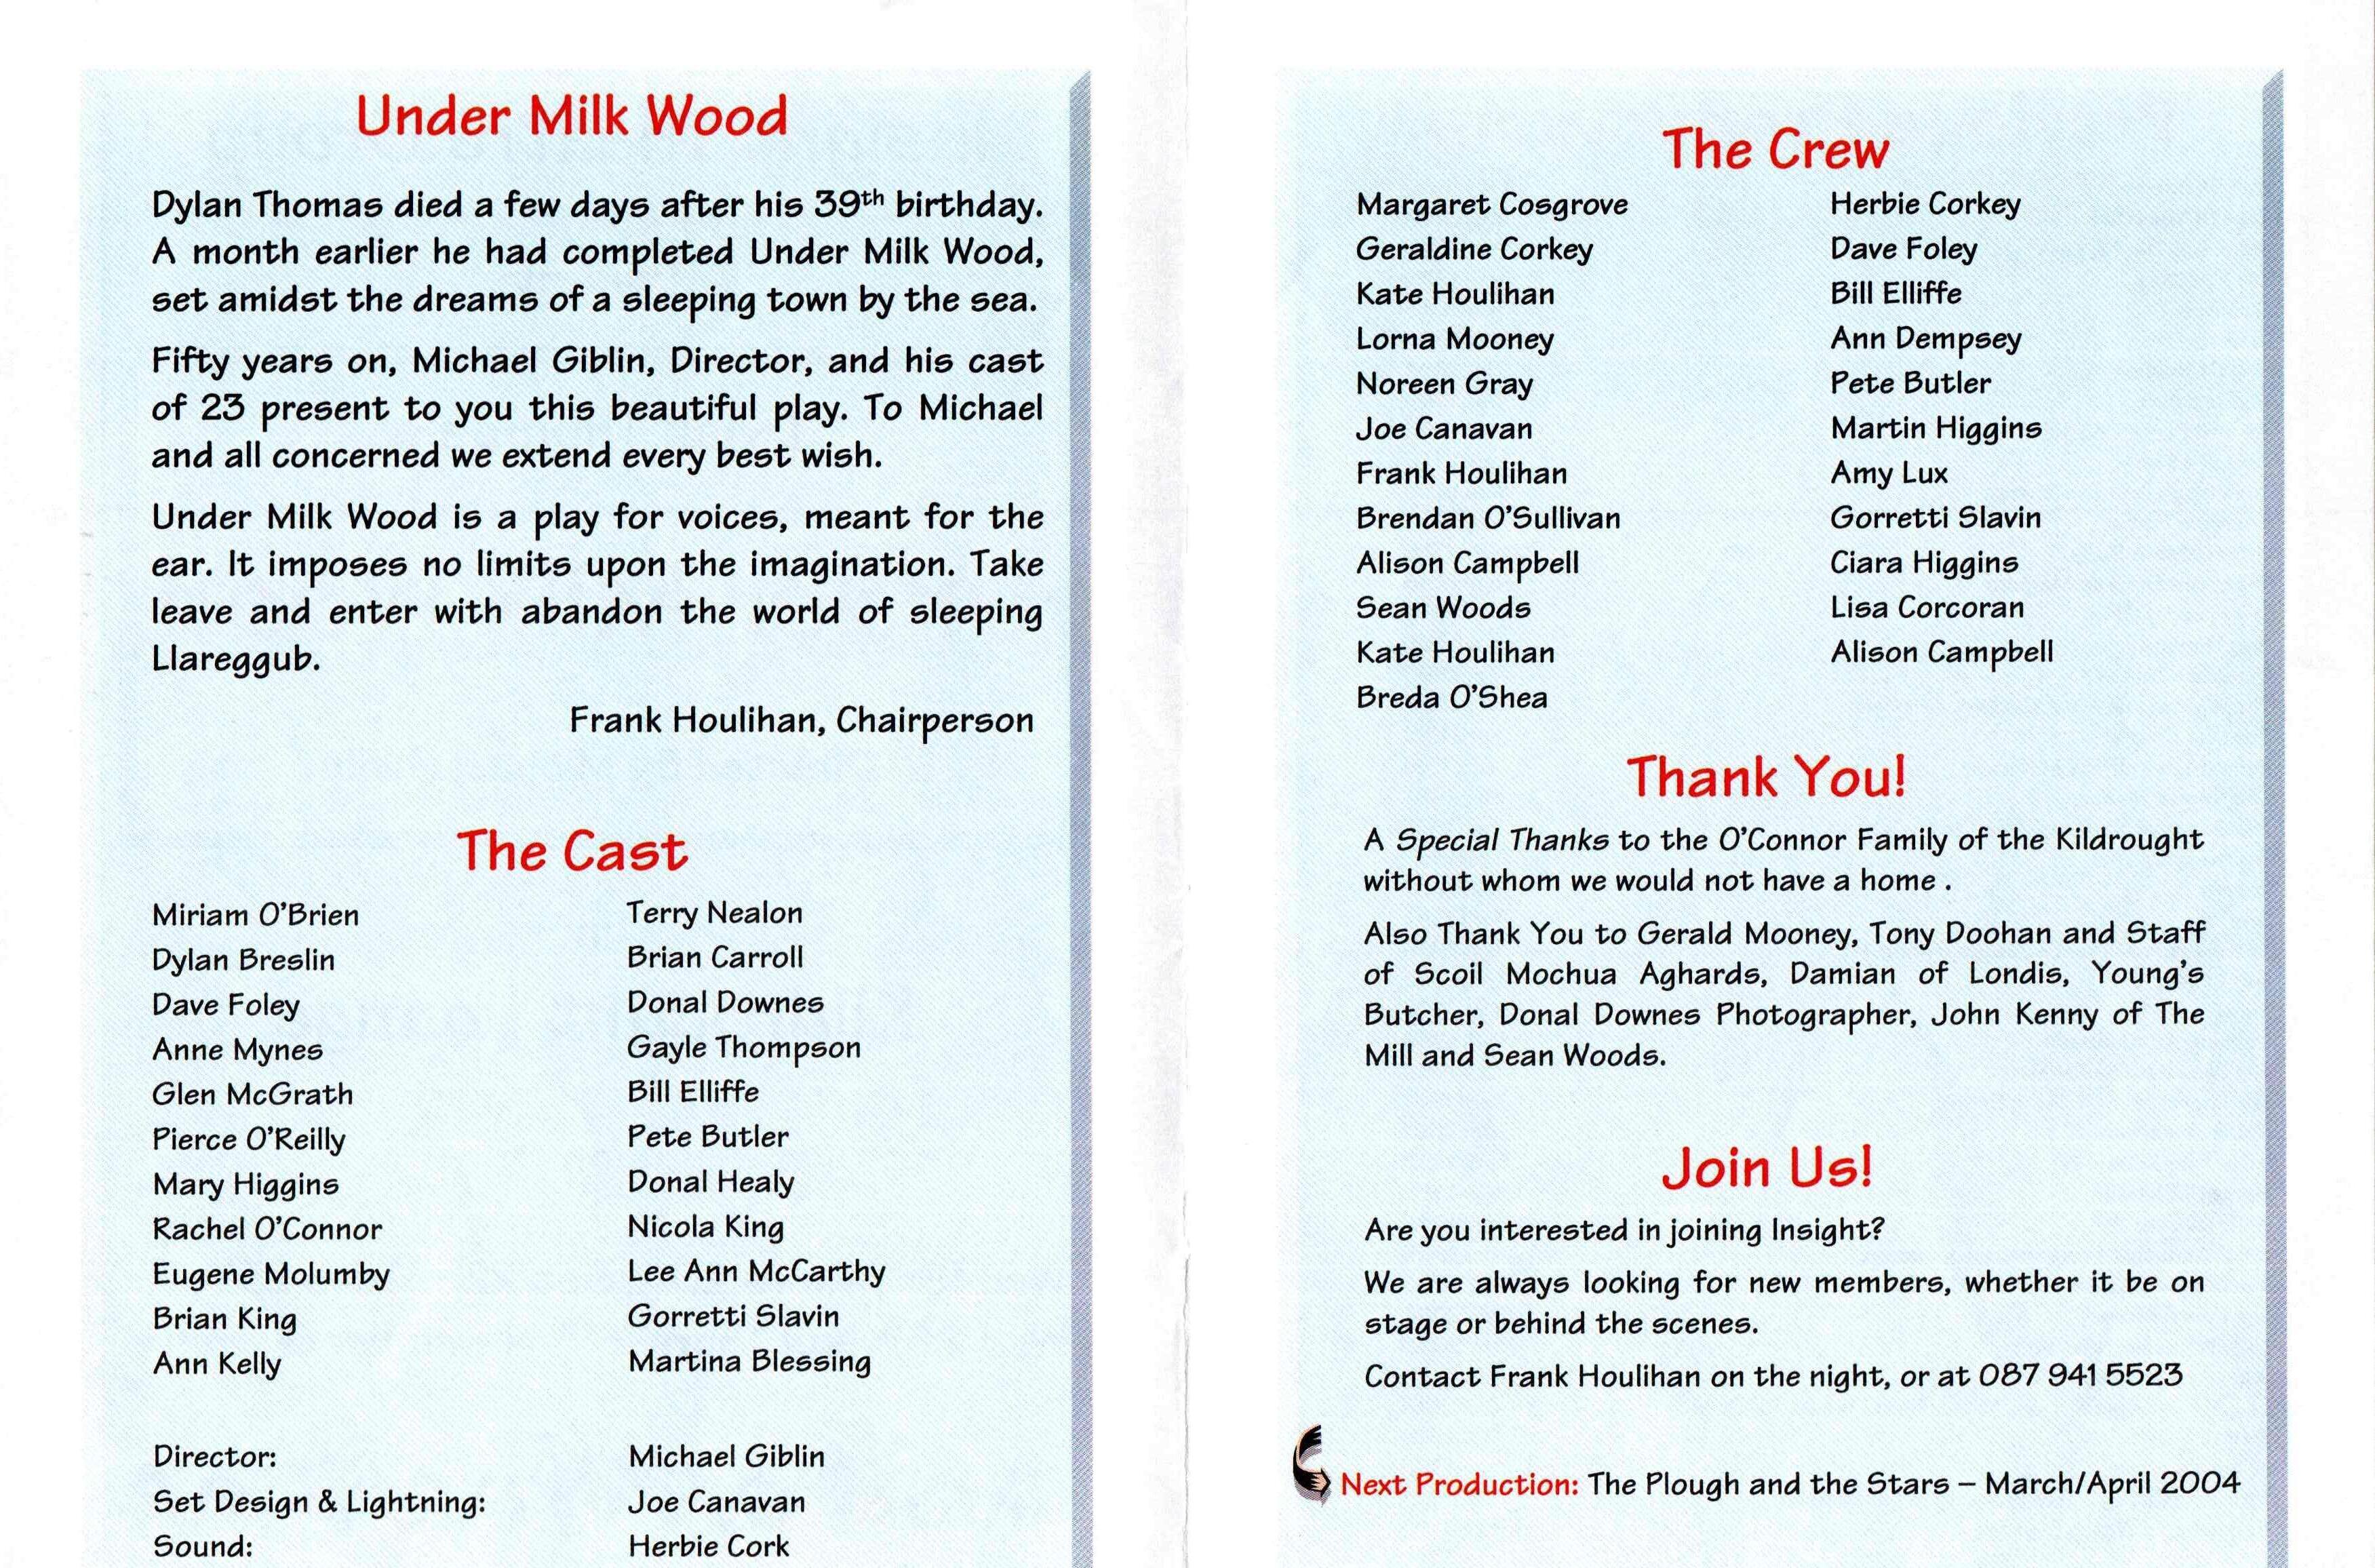 Under Milk Wood
Dylan Thomas died a few days after his 39th birthday.
A month earlier he had completed Under Milk Wood,
set amidst the dreams of a sleeping town by the sea.
Fifty years on, Michael Giblin, Director, and his cast
of 23 present to you this beautiful play. To Michael
and all concerned we extend every best wish.
Under Milk Wood is a play for voices, meant for the
ear. It imposes no limits upon the imagination. Take
leave and enter with abandon the world of sleeping
Llareggub.
Frank Houlihan, Chairperson
The Cast
Miriam O'Brien
Dylan Breslin
Dave Foley
Anne Mynes
Glen McGrath
Pierce O'Reilly
Mary Higgins
Rachel O'Connor
Eugene Molumby
Brian King
Ann Kelly
Terry Nealon
Brian Carroll
Donal Downes
Gayle Thompson
Bill Elliffe
Pete Butler
Donal Healy
Nicola King
Lee Ann McCarthy
Gorretti Slavin
Martina Blessing
Director: Michael Giblin
Set Design & Lightning: Joe Canavan
Sound: Herbie Cork
The Crew
Margaret Cosgrove
Geraldine Corkey
Kate Houlihan
Lorna Mooney
Noreen Gray
Joe Canavan
Frank Houlihan
Brendan O'Sullivan
Alison Campbell
Sean Woods
Kate Houlihan
Breda O'Shea
Herbie Corkey
Dave Foley
Bill Elliffe
Ann Dempsey
Pete Butler
Martin Higgins
Amy Lux
Gorretti Slavin
Ciara Higgins
Lisa Corcoran
Alison Campbell
Thank You!
A Special Thanks to the O'Connor Family of the Kildrought
without whom we would not have a home .
Also Thank You to Gerald Mooney, Tony Doohan and Staff
of Scoil Mochua Aghards, Damian of Londis, Young's
Butcher, Donal Downes Photographer, John Kenny of The
Mill and Sean Woods.
Join Us!
Are you interested in joining Insight?
We are always looking for new members, whether it be on
stage or behind the scenes.
Contact Frank Houlihan on the night, or at 087 941 5523
Next Production: The Plough and the Stars – March/April 2004